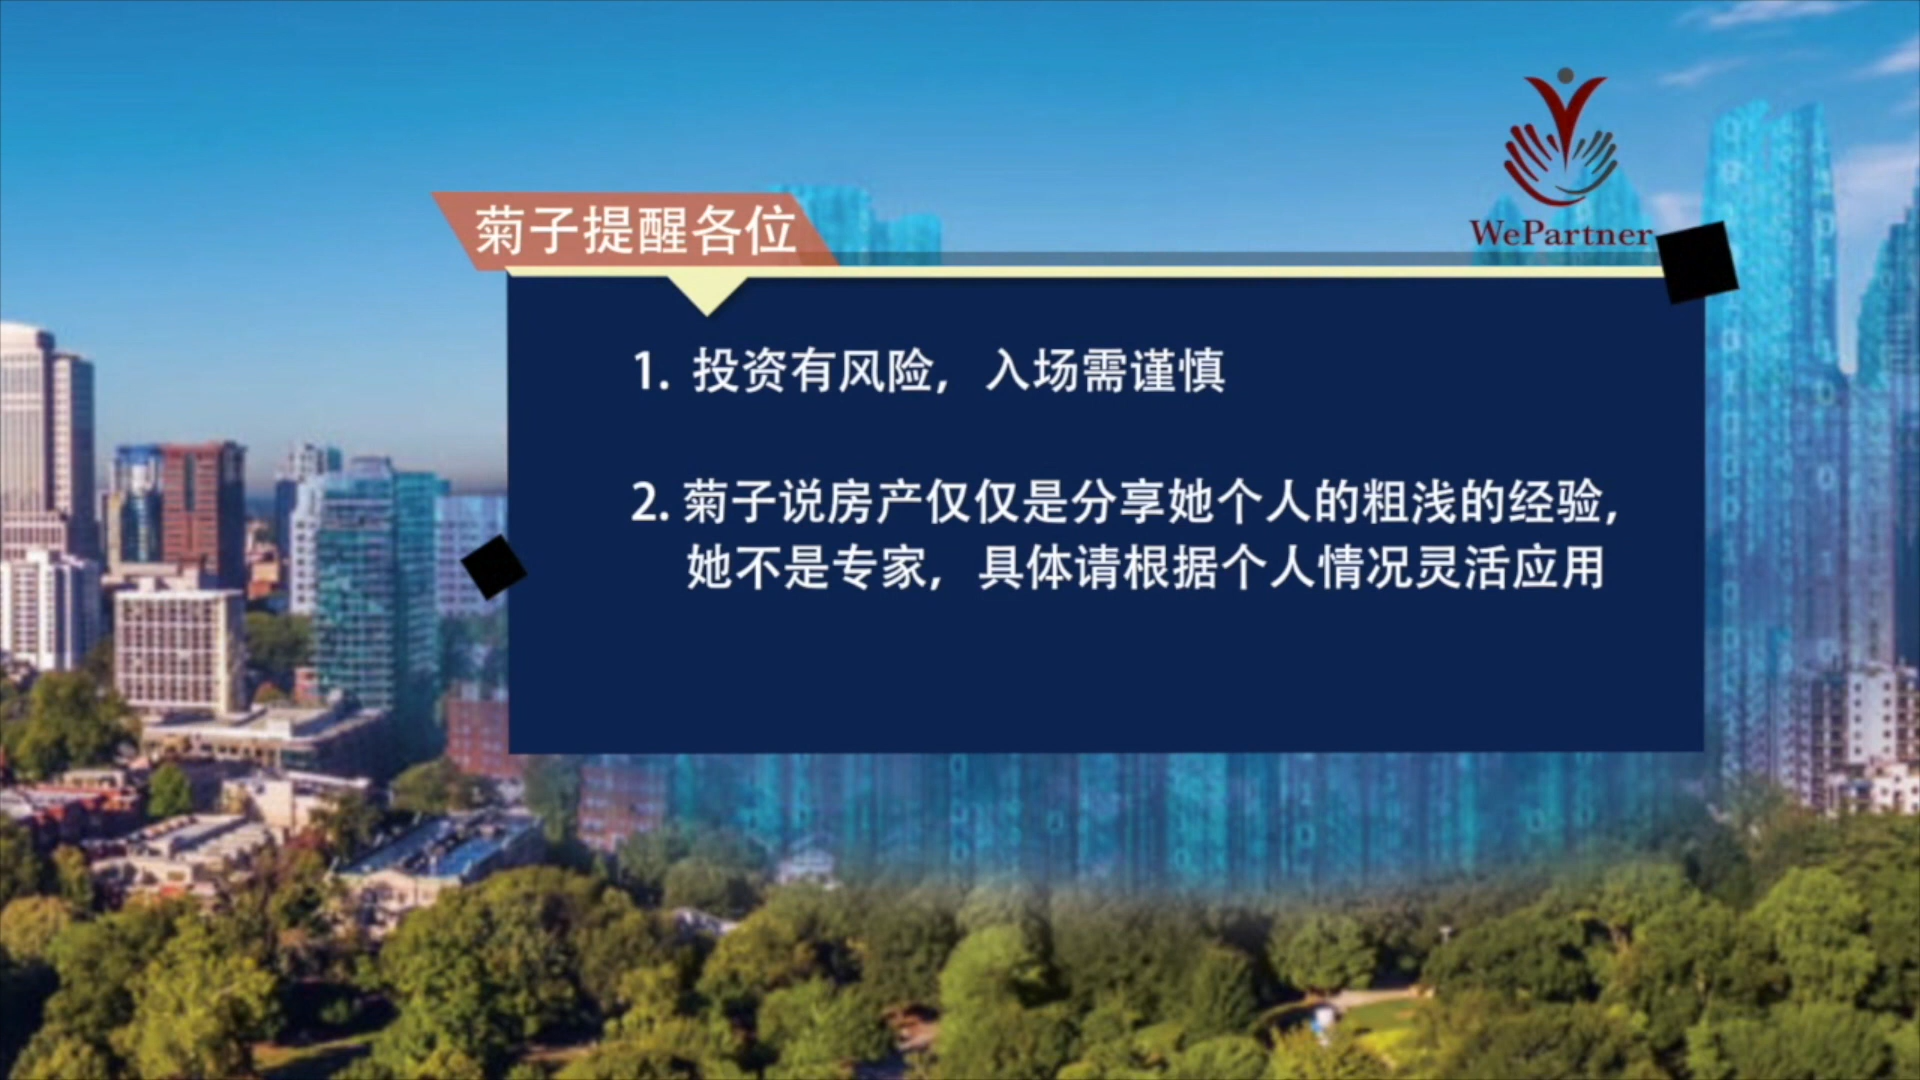 WePartner
菊子提醒各位
1. 投资有风险，入场需谨慎
2. 菊子说房产仅仅是分享她个人的粗浅的经验，
她不是专家，具体请根据个人情况灵活应用